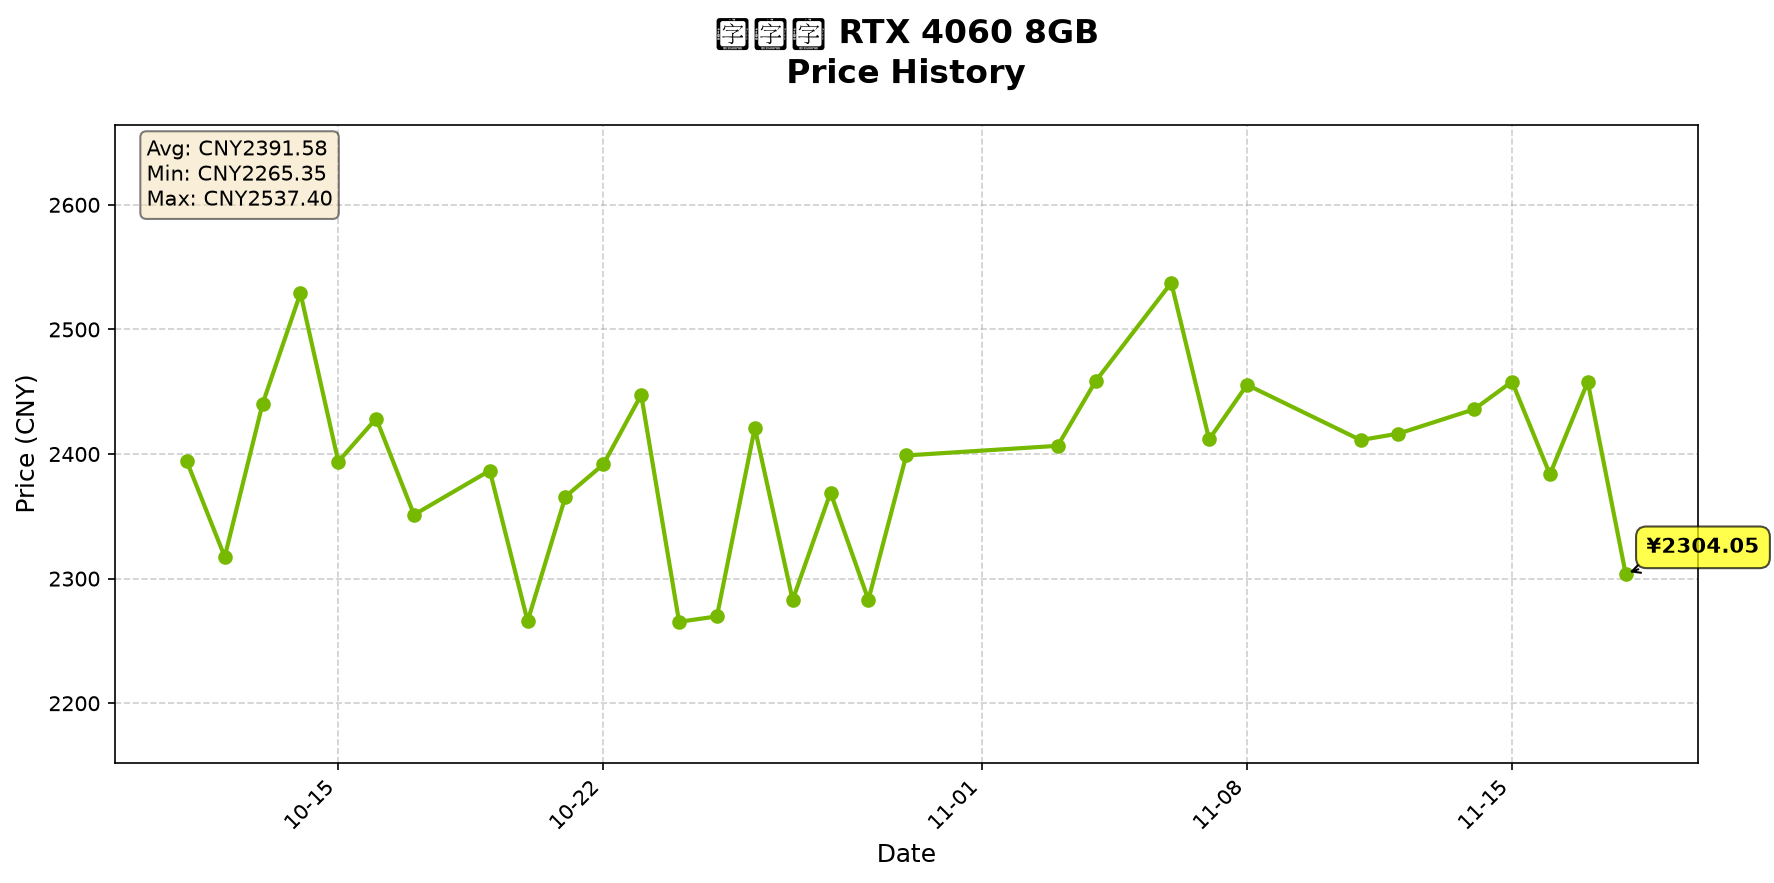 RTX 4060 8GB
Price History
Avg: CNY2391.58
Min: CNY2265.35
Max: CNY2537.40
2600
2500
2400
2300
2200
Price (CNY)
¥2304.05
10-15
10-22
11-01
11-08
11-15
Date